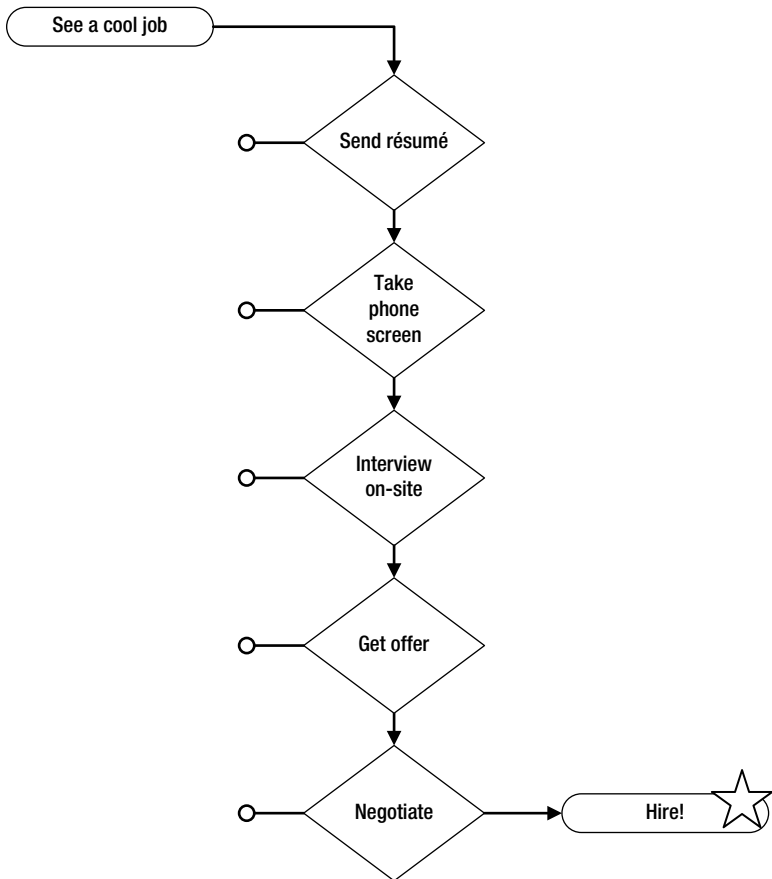 See a cool job
Send résumé
Take
phone
screen
Interview
on-site
Get offer
Negotiate
Hire!